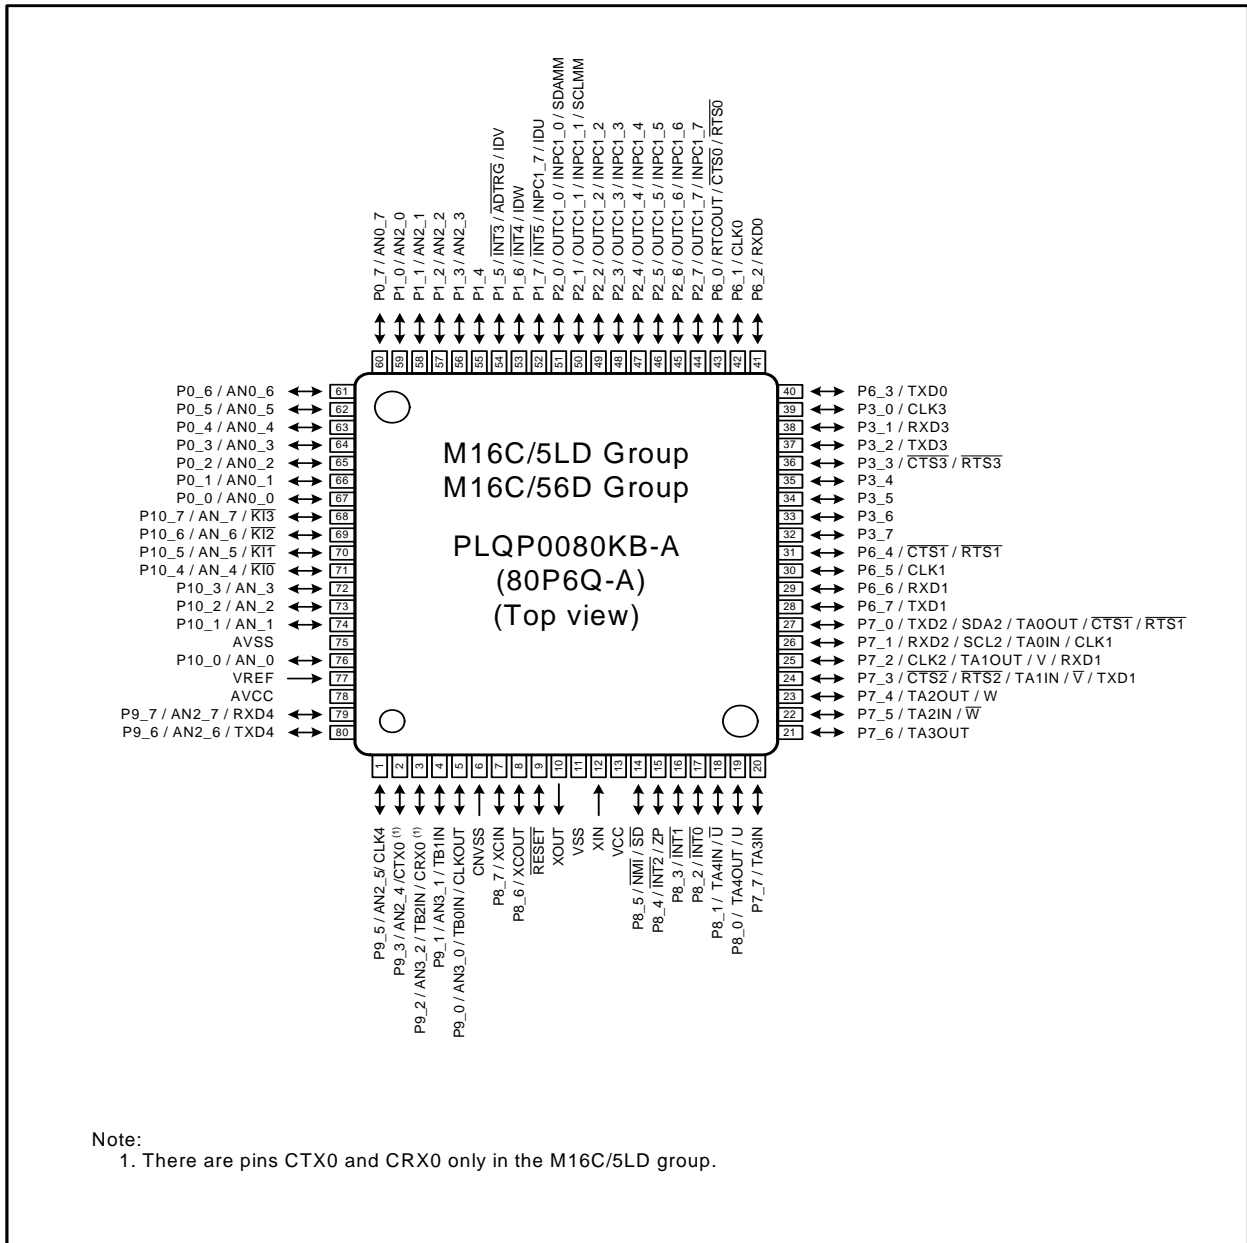 P0_7 / AN0_7
P1_0 / AN2_0
P1_1 / AN2_1
P1_2 / AN2_2
P1_3 / AN2_3
P1_4
P1_5 / INT3 / ADTRG / IDV
P1_6 / INT4 / IDW
P1_7 / INT5 / INPC1_7 / IDU
P2_0 / OUTC1_0 / INPC1_0 / SDAMM
P2_1 / OUTC1_1 / INPC1_1 / SCLMM
P2_2 / OUTC1_2 / INPC1_2
P2_3 / OUTC1_3 / INPC1_3
P2_4 / OUTC1_4 / INPC1_4
P2_5 / OUTC1_5 / INPC1_5
P2_6 / OUTC1_6 / INPC1_6
P2_7 / OUTC1_7 / INPC1_7
P6_0 / RTCOUT / CTS0 / RTS0
P6_1 / CLK0
P6_2 / RXD0
60 59 58 57 56 55 54 53 52 51 50 49 48 47 46 45 44 43 42 41
P0_6 / AN0_6 61
P0_5 / AN0_5 62
P0_4 / AN0_4 63
P0_3 / AN0_3 64
P0_2 / AN0_2 65
P0_1 / AN0_1 66
P0_0 / AN0_0 67
P10_7 / AN_7 / KI3 68
P10_6 / AN_6 / KI2 69
P10_5 / AN_5 / KI1 70
P10_4 / AN_4 / KI0 71
P10_3 / AN_3 72
P10_2 / AN_2 73
P10_1 / AN_1 74
AVSS 75
P10_0 / AN_0 76
VREF 77
AVCC 78
P9_7 / AN2_7 / RXD4 79
P9_6 / AN2_6 / TXD4 80
M16C/5LD Group
M16C/56D Group
PLQP0080KB-A
(80P6Q-A)
(Top view)
40 P6_3 / TXD0
39 P3_0 / CLK3
38 P3_1 / RXD3
37 P3_2 / TXD3
36 P3_3 / CTS3 / RTS3
35 P3_4
34 P3_5
33 P3_6
32 P3_7
31 P6_4 / CTS1 / RTS1
30 P6_5 / CLK1
29 P6_6 / RXD1
28 P6_7 / TXD1
27 P7_0 / TXD2 / SDA2 / TA0OUT / CTS1 / RTS1
26 P7_1 / RXD2 / SCL2 / TA0IN / CLK1
25 P7_2 / CLK2 / TA1OUT / V / RXD1
24 P7_3 / CTS2 / RTS2 / TA1IN / V / TXD1
23 P7_4 / TA2OUT / W
22 P7_5 / TA2IN / W
21 P7_6 / TA3OUT
1 2 3 4 5 6 7 8 9 10 11 12 13 14 15 16 17 18 19 20
P9_5 / AN2_5/ CLK4
P9_3 / AN2_4 /CTX0 (1)
P9_2 / AN3_2 / TB2IN / CRX0 (1)
P9_1 / AN3_1 / TB1IN
P9_0 / AN3_0 / TB0IN / CLKOUT
CNVSS
P8_7 / XCIN
P8_6 / XCOUT
RESET
XOUT
VSS
XIN
VCC
P8_5 / NMI / SD
P8_4 / INT2 / ZP
P8_3 / INT1
P8_2 / INT0
P8_1 / TA4IN / U
P8_0 / TA4OUT / U
P7_7 / TA3IN
Note:
1. There are pins CTX0 and CRX0 only in the M16C/5LD group.